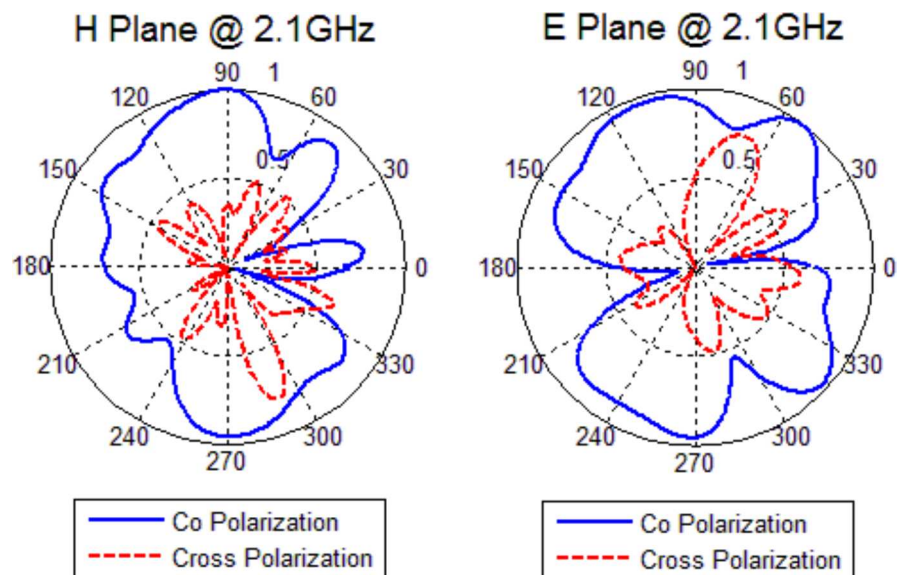 H Plane @ 2.1GHz
90 1
120 60
0.5
150 30
180 0
210 330
240 300
270
Co Polarization
Cross Polarization
E Plane @ 2.1GHz
90 1
120 60
0.5
150 30
180 0
210 330
240 300
270
Co Polarization
Cross Polarization